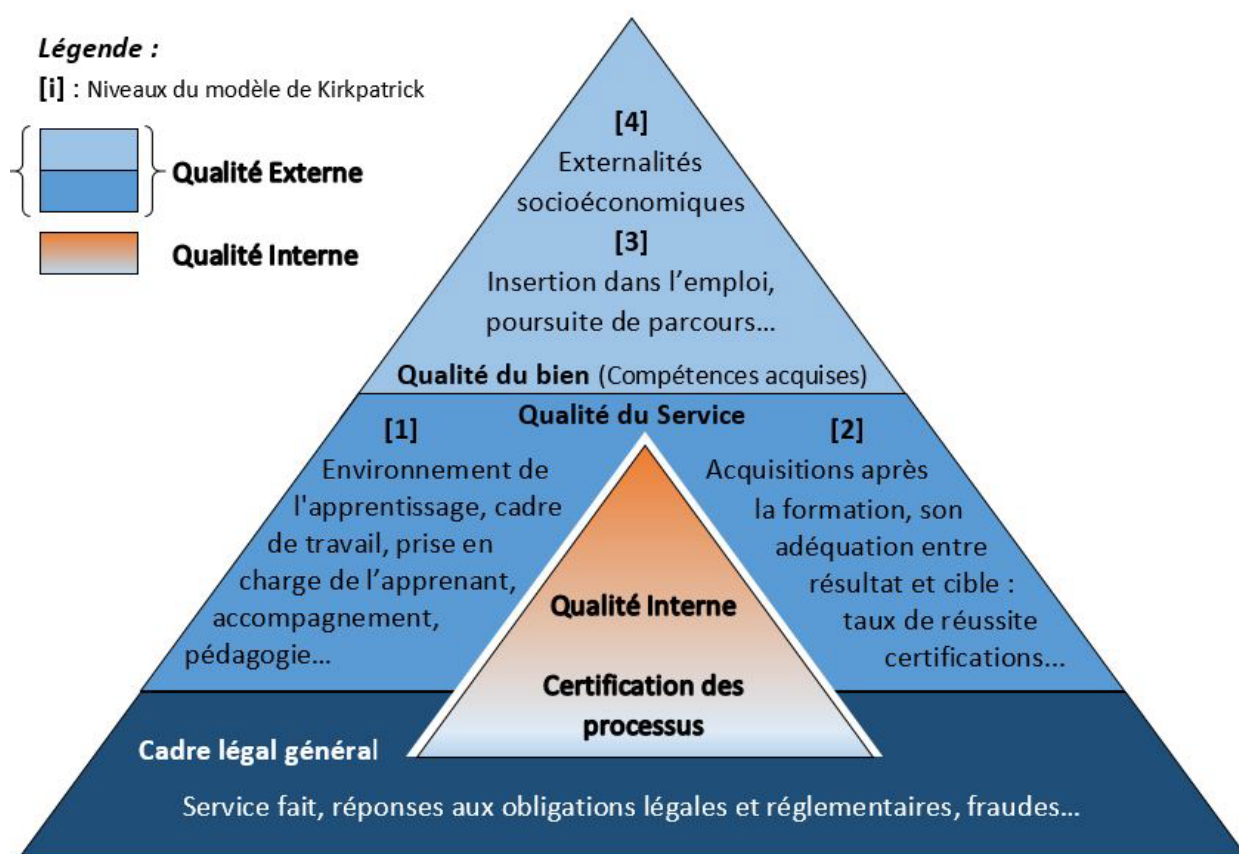 Légende :
[i] : Niveaux du modèle de Kirkpatrick
Qualité Externe
Qualité Interne
[4]
Externalités
socioéconomiques
[3]
Insertion dans l’emploi,
poursuite de parcours…
Qualité du bien (Compétences acquises)
Qualité du Service
[1]
Environnement de
l'apprentissage, cadre
de travail, prise en
charge de l’apprenant,
accompagnement,
pédagogie…
[2]
Acquisitions après
la formation, son
adéquation entre
résultat et cible :
taux de réussite
certifications...
Qualité Interne
Certification des
processus
Cadre légal général
Service fait, réponses aux obligations légales et réglementaires, fraudes…